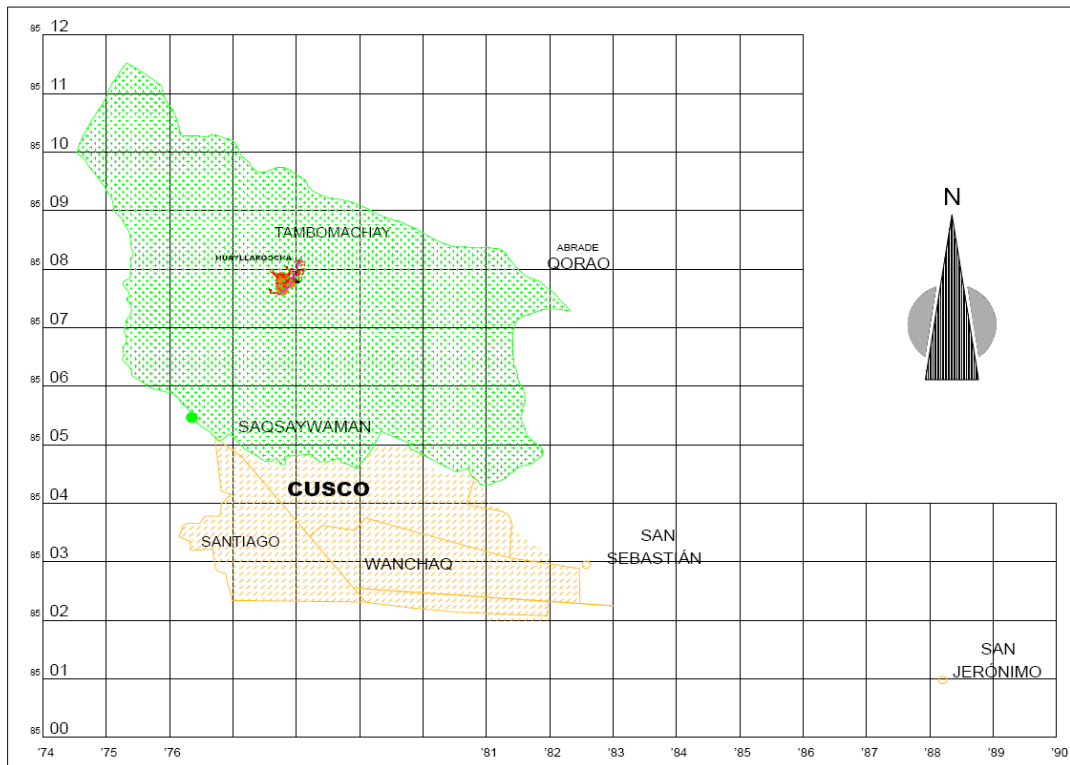 85 12
85 11
85 10
85 09
TAMBOMACHAY
ABRADE
QORAO
HUAYLLARQOCHA
85 08
85 07
85 06
SAQSAYWAMAN
85 05
CUSCO
85 04
SANTIAGO
WANCHAQ
SAN
SEBASTIÁN
85 03
85 02
SAN
JERÓNIMO
85 01
85 00
'74 '75 '76 '81 '82 '83 '84 '85 '86 '87 '88 '89 '90
N